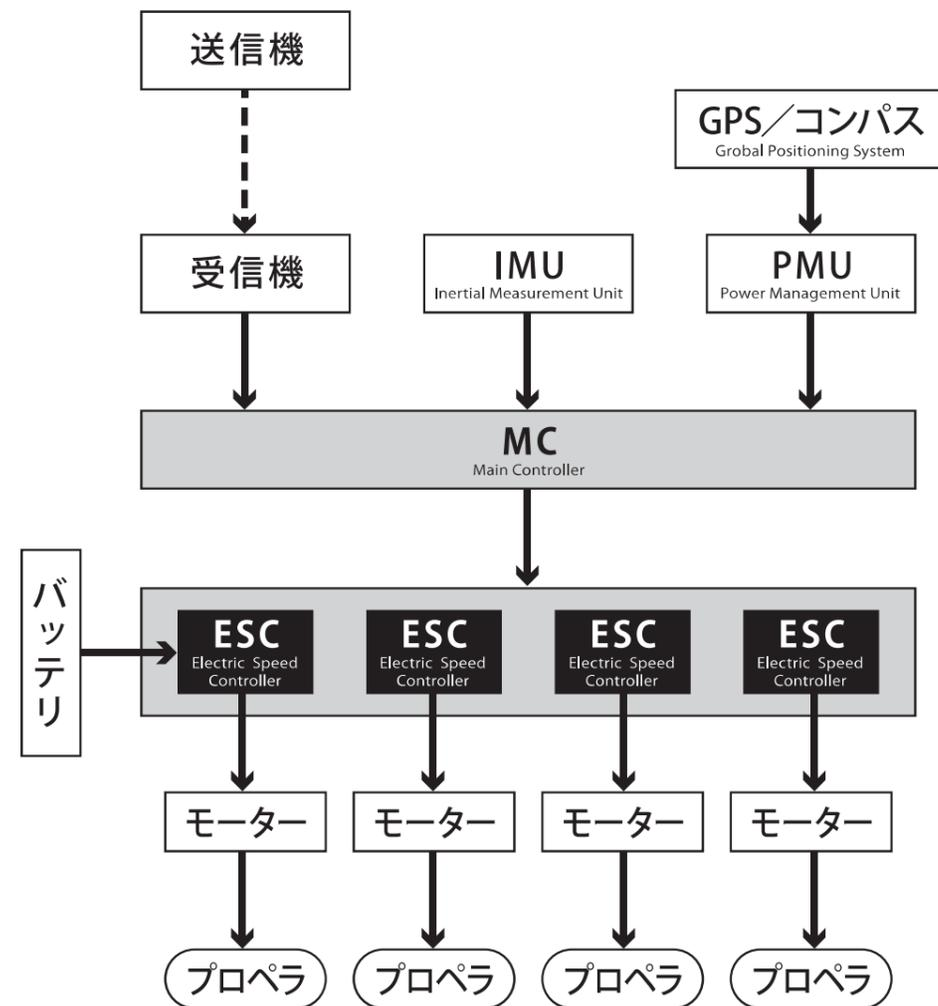 送信機
GPS／コンパス
Grobal Positioning System
受信機
IMU
Inertial Measurement Unit
PMU
Power Management Unit
MC
Main Controller
バッテリ
ESC
Electric Speed
Controller
ESC
Electric Speed
Controller
ESC
Electric Speed
Controller
ESC
Electric Speed
Controller
モーター
モーター
モーター
モーター
プロペラ
プロペラ
プロペラ
プロペラ